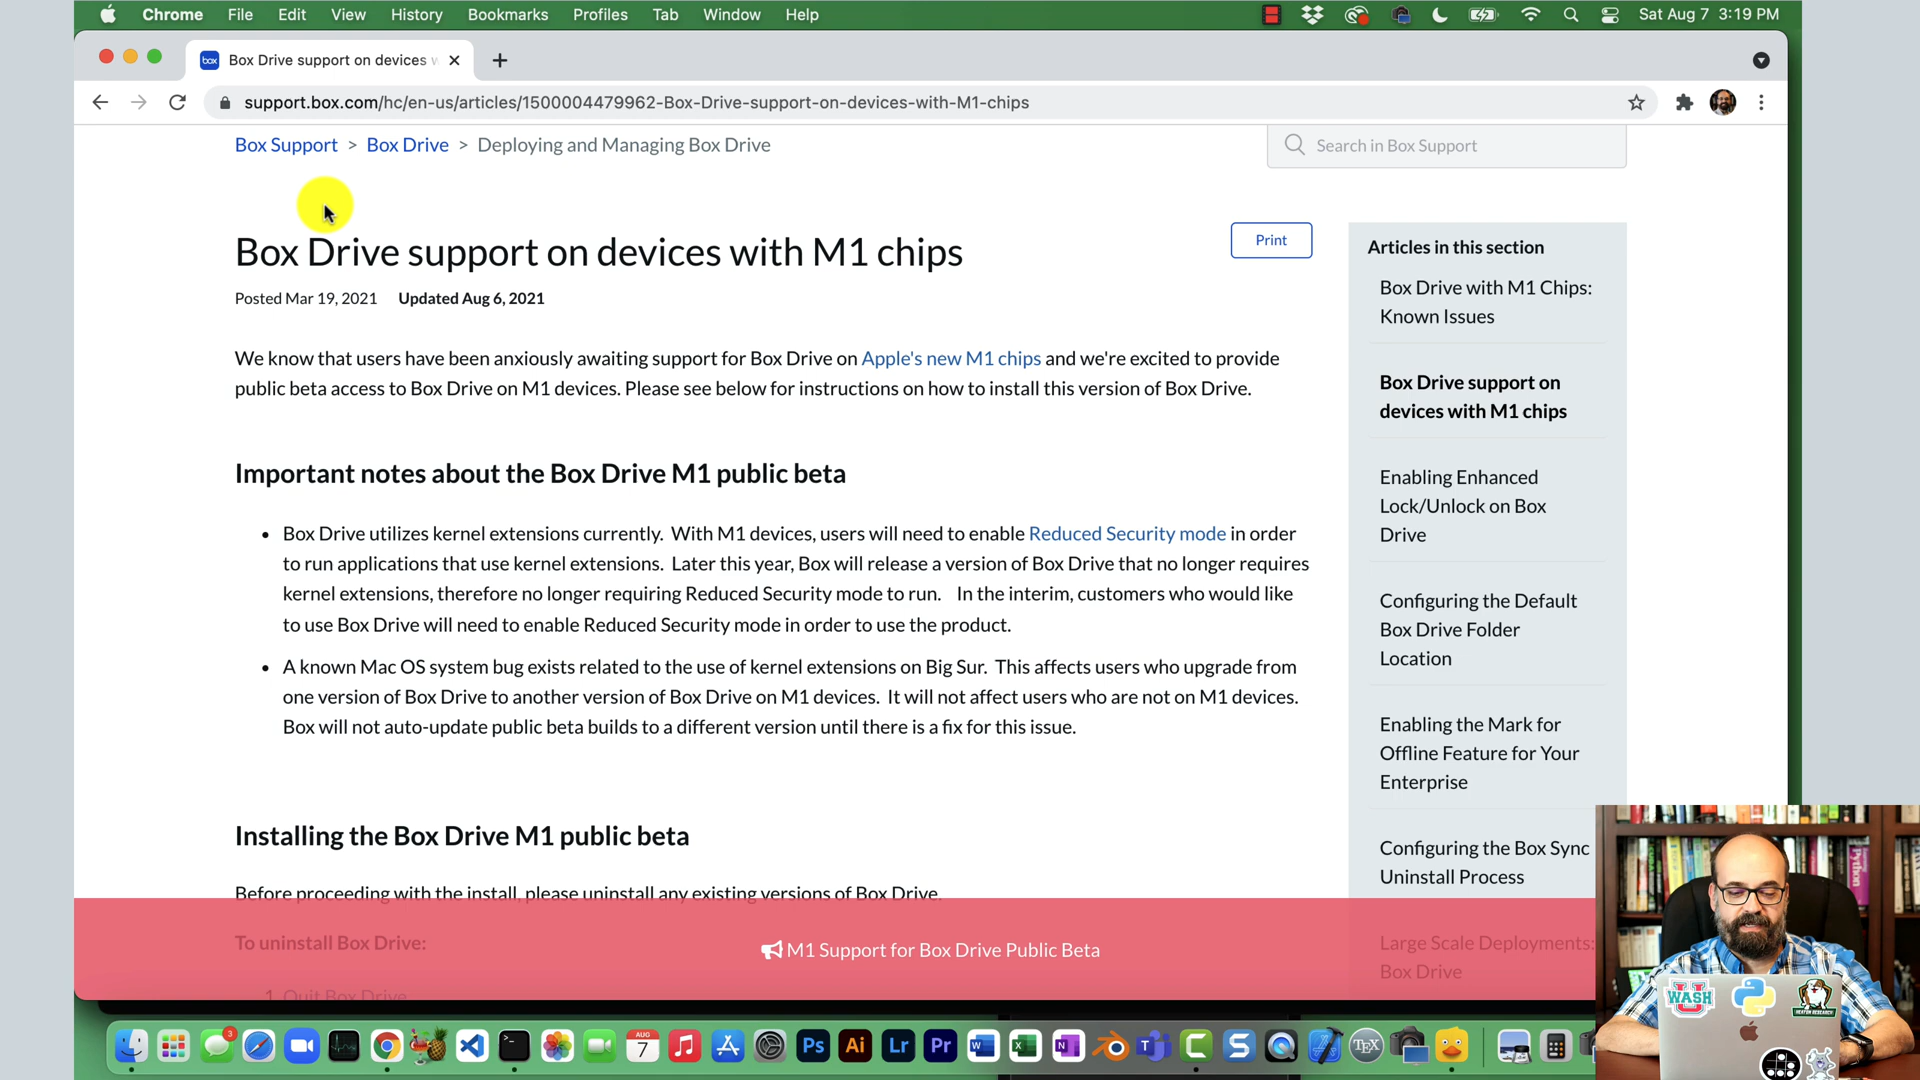 Chrome File Edit View History Bookmarks Profiles Tab Window Help
Sat Aug 7 3:19 PM
box Box Drive support on devices
support.box.com/hc/en-us/articles/1500004479962-Box-Drive-support-on-devices-with-M1-chips
Box Support > Box Drive > Deploying and Managing Box Drive
Search in Box Support
Box Drive support on devices with M1 chips
Print
Posted Mar 19, 2021 Updated Aug 6, 2021
We know that users have been anxiously awaiting support for Box Drive on Apple's new M1 chips and we're excited to provide
public beta access to Box Drive on M1 devices. Please see below for instructions on how to install this version of Box Drive.
Important notes about the Box Drive M1 public beta
• Box Drive utilizes kernel extensions currently. With M1 devices, users will need to enable Reduced Security mode in order
to run applications that use kernel extensions. Later this year, Box will release a version of Box Drive that no longer requires
kernel extensions, therefore no longer requiring Reduced Security mode to run. In the interim, customers who would like
to use Box Drive will need to enable Reduced Security mode in order to use the product.
• A known Mac OS system bug exists related to the use of kernel extensions on Big Sur. This affects users who upgrade from
one version of Box Drive to another version of Box Drive on M1 devices. It will not affect users who are not on M1 devices.
Box will not auto-update public beta builds to a different version until there is a fix for this issue.
Installing the Box Drive M1 public beta
Before proceeding with the install, please uninstall any existing versions of Box Drive.
To uninstall Box Drive:
1. Quit Box Drive
M1 Support for Box Drive Public Beta
Articles in this section
Box Drive with M1 Chips:
Known Issues
Box Drive support on
devices with M1 chips
Enabling Enhanced
Lock/Unlock on Box
Drive
Configuring the Default
Box Drive Folder
Location
Enabling the Mark for
Offline Feature for Your
Enterprise
Configuring the Box Sync
Uninstall Process
Large Scale Deployments:
Box Drive
3
AUG
7
Ps
Ai
Lr
Pr
W
X
N
T
C
S
TEX
Python
WASH
U
HEATON RESEARCH